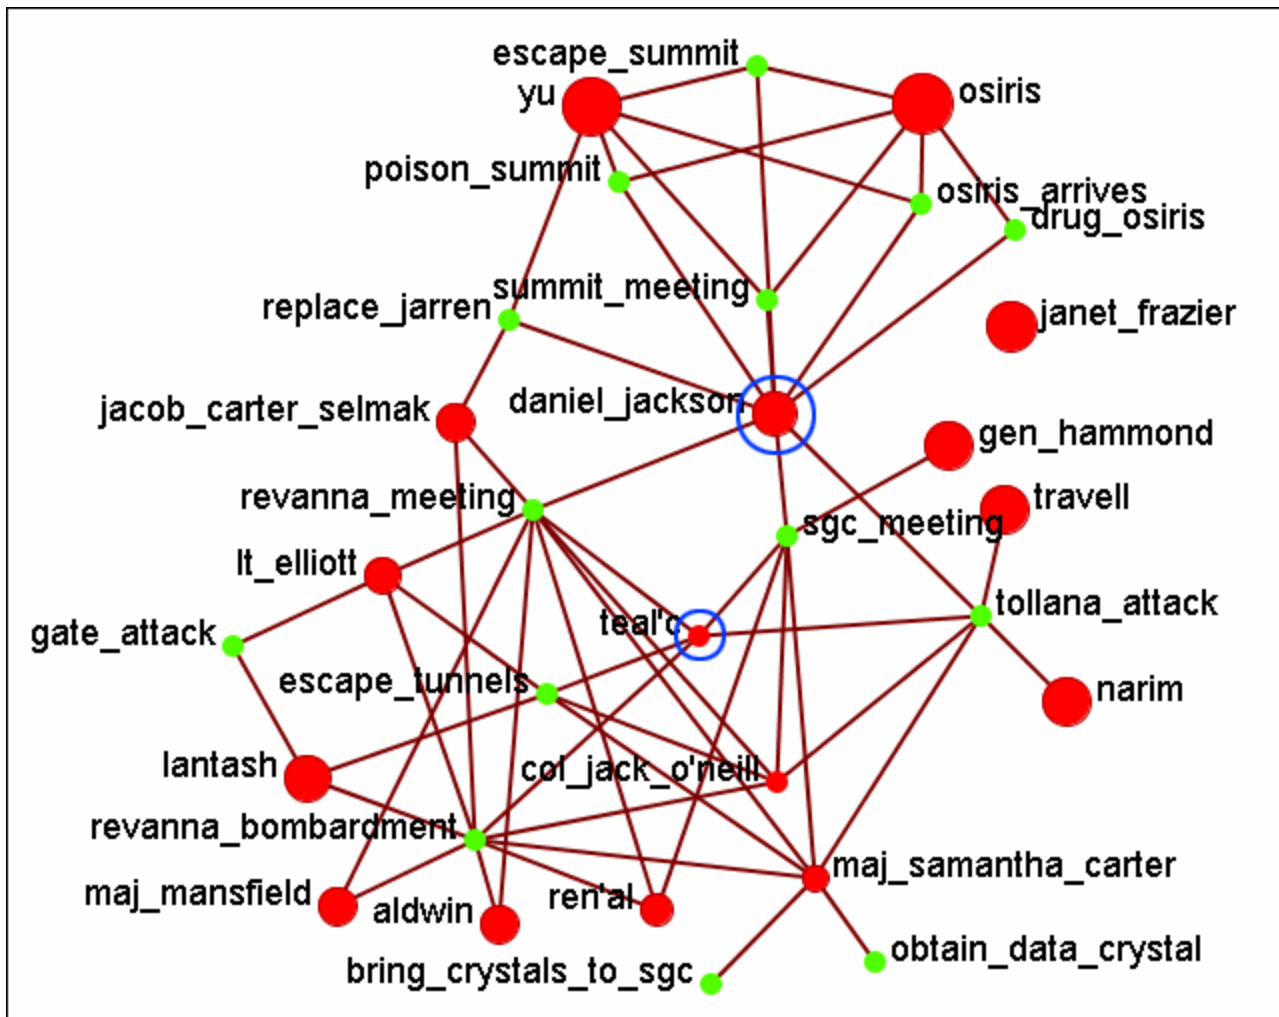 escape_summit
yu
osiris
poison_summit
osiris_arrives
drug_osiris
summit_meeting
replace_jarren
janet_frazier
daniel_jackson
jacob_carter_selmak
gen_hammond
revanna_meeting
travell
sgc_meeting
lt_elliott
tollana_attack
teal'c
gate_attack
escape_tunnels
narim
lantash
col_jack_o'neill
revanna_bombardment
maj_samantha_carter
maj_mansfield
ren'al
aldwin
obtain_data_crystal
bring_crystals_to_sgc